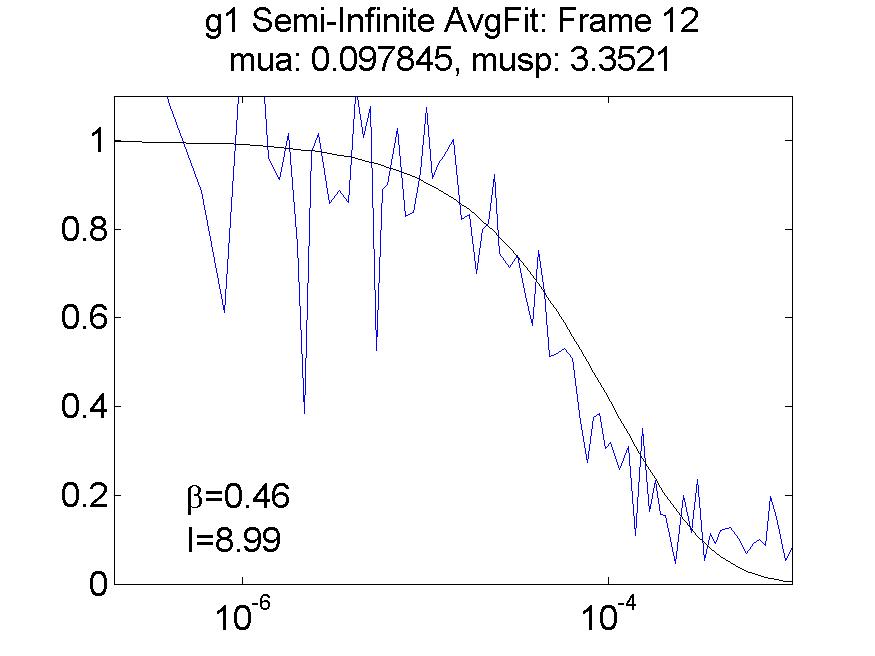 g1 Semi-Infinite AvgFit: Frame 12
mua: 0.097845, musp: 3.3521
1
0.8
0.6
0.4
0.2
0
β=0.46
I=8.99
10^-6
10^-4